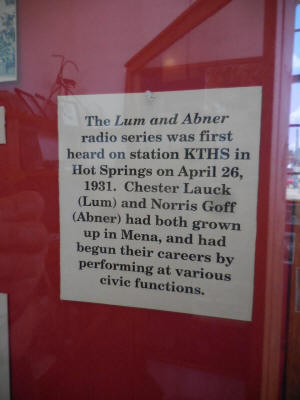 The Lum and Abner
radio series was first
heard on station KTHS in
Hot Springs on April 26,
1931. Chester Lauck
(Lum) and Norris Goff
(Abner) had both grown
up in Mena, and had
begun their careers by
performing at various
civic functions.